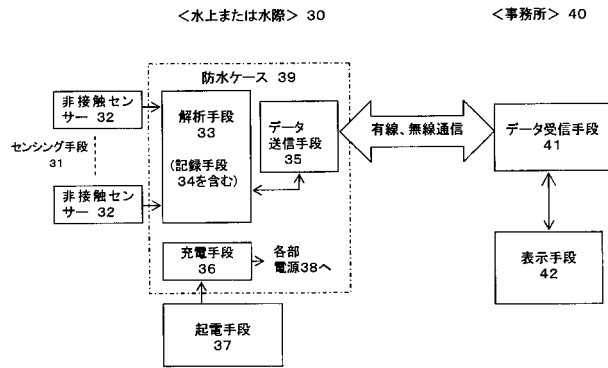 ＜水上または水際＞ 30
＜事務所＞ 40
防水ケース 39
非接触セン
サー 32
センシング手段
31
非接触セン
サー 32
解析手段
33
(記録手段
34を含む)
データ
送信手段
35
有線、無線通信
データ受信手段
41
充電手段
36
各部
電源38へ
表示手段
42
起電手段
37